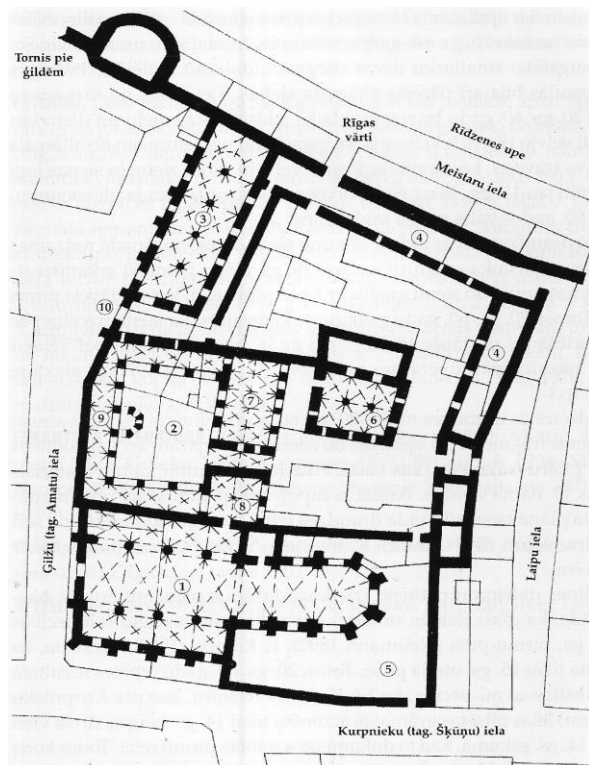 Tornis pie
ģildēm
Rīgas
vārti
Rīdzenes upe
Meistaru iela
3
4
10
4
7
6
9
2
8
Ģilžu (tag. Amatu) iela
Laipu iela
1
5
Kurpnieku (tag. Šķūņu) iela